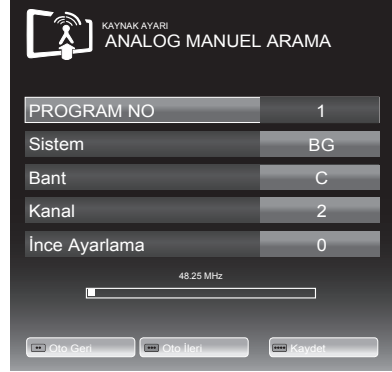 KAYNAK AYARI
ANALOG MANUEL ARAMA
PROGRAM NO 1
Sistem BG
Bant C
Kanal 2
İnce Ayarlama 0
48.25 MHz
Oto Geri Oto İleri Kaydet